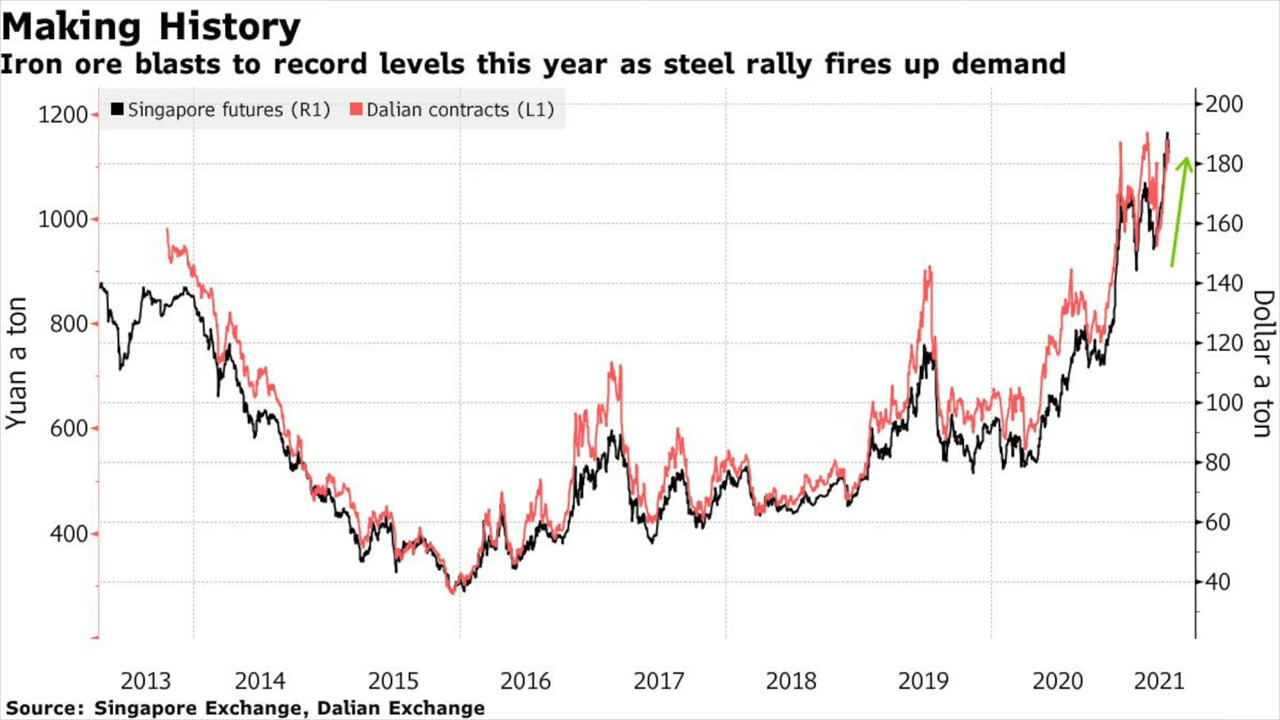 Making History
Iron ore blasts to record levels this year as steel rally fires up demand
Singapore futures (R1) Dalian contracts (L1)
1200
1000
800
600
400
Yuan a ton
200
180
160
140
120
100
80
60
40
Dollar a ton
2013 2014 2015 2016 2017 2018 2019 2020 2021
Source: Singapore Exchange, Dalian Exchange